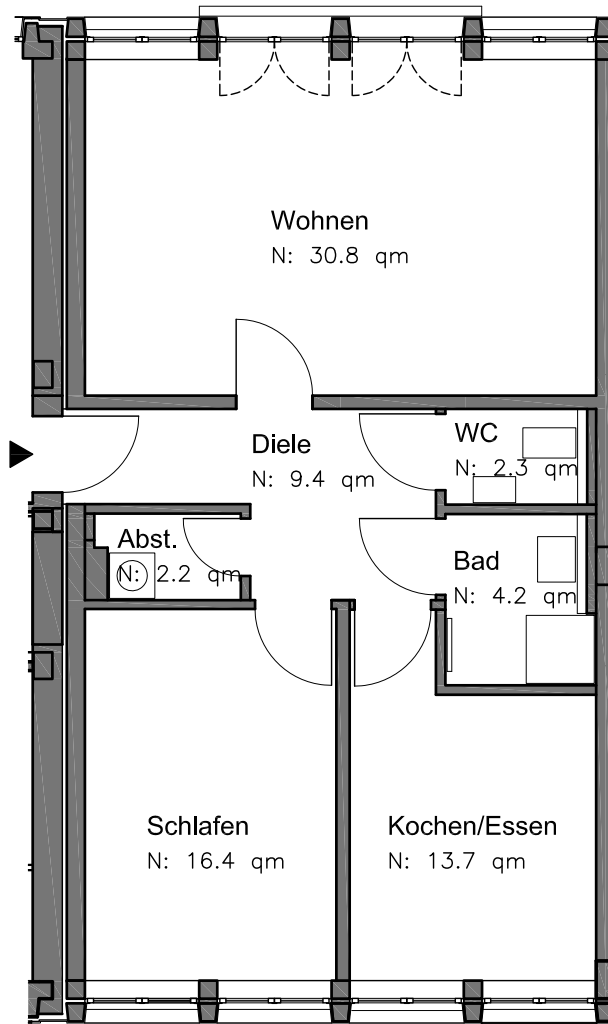 Wohnen
N: 30.8 qm
Diele
N: 9.4 qm
WC
N: 2.3 qm
Abst.
N: 2.2 qm
Bad
N: 4.2 qm
Schlafen
N: 16.4 qm
Kochen/Essen
N: 13.7 qm